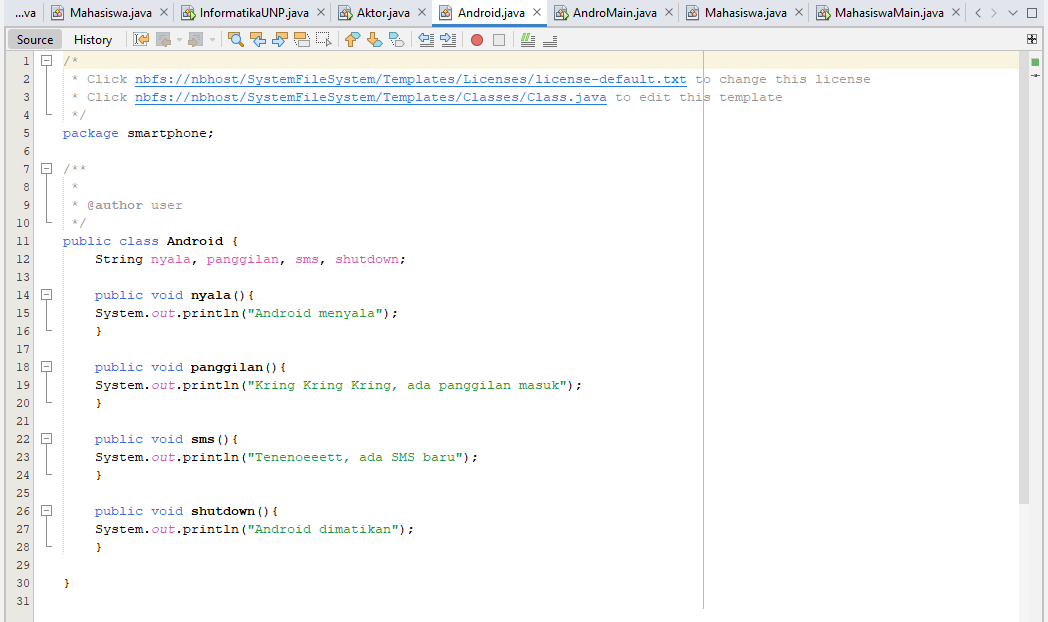 ...va Mahasiswa.java InformatikaUNP.java Aktor.java Android.java AndroMain.java Mahasiswa.java MahasiswaMain.java
Source History
1 /*
2 * Click nbfs://nbhost/SystemFileSystem/Templates/Licenses/license-default.txt to change this license
3 * Click nbfs://nbhost/SystemFileSystem/Templates/Classes/Class.java to edit this template
4 */
5 package smartphone;
6
7 /**
8 *
9 * @author user
10 */
11 public class Android {
12 String nyala, panggilan, sms, shutdown;
13
14 public void nyala(){
15 System.out.println("Android menyala");
16 }
17
18 public void panggilan(){
19 System.out.println("Kring Kring Kring, ada panggilan masuk");
20 }
21
22 public void sms(){
23 System.out.println("Tenenoeeett, ada SMS baru");
24 }
25
26 public void shutdown(){
27 System.out.println("Android dimatikan");
28 }
29
30 }
31